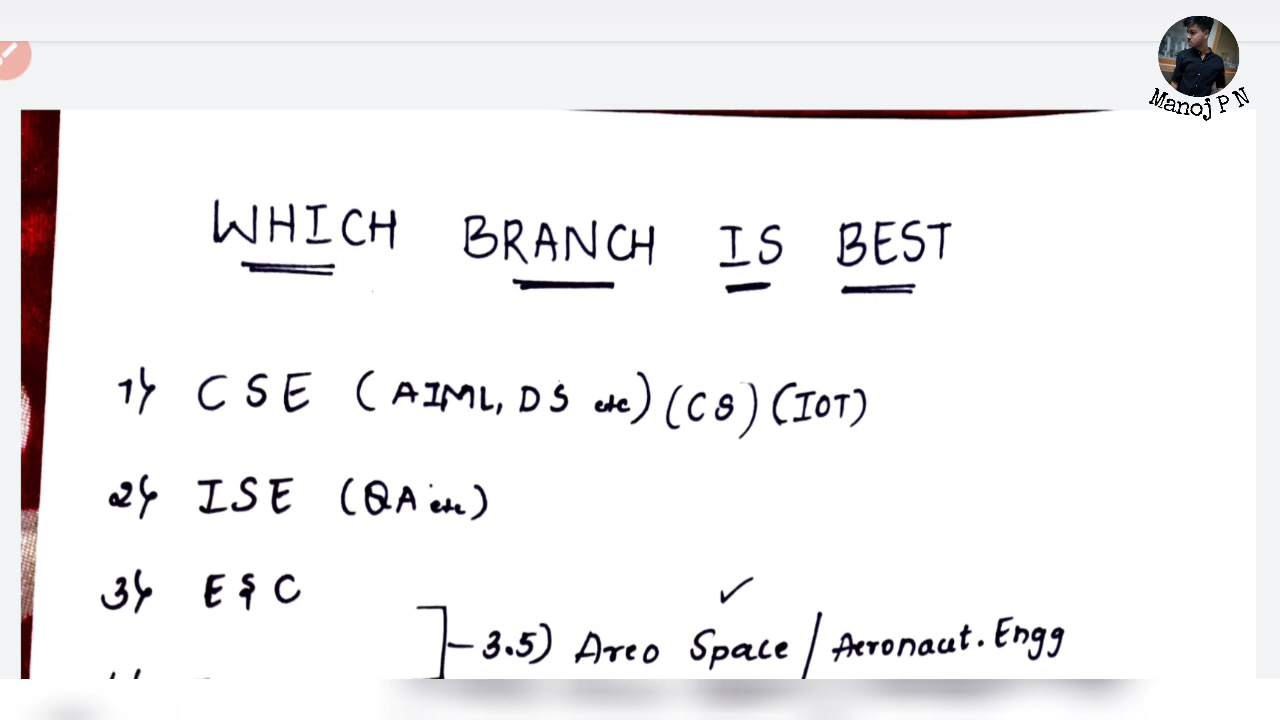 Manoj P N
WHICH BRANCH IS BEST
1) CSE (AIML, DS etc) (CS) (IOT)
2) ISE (QA etc)
3) E & C
- 3.5) Areo Space / Aeronaut. Engg